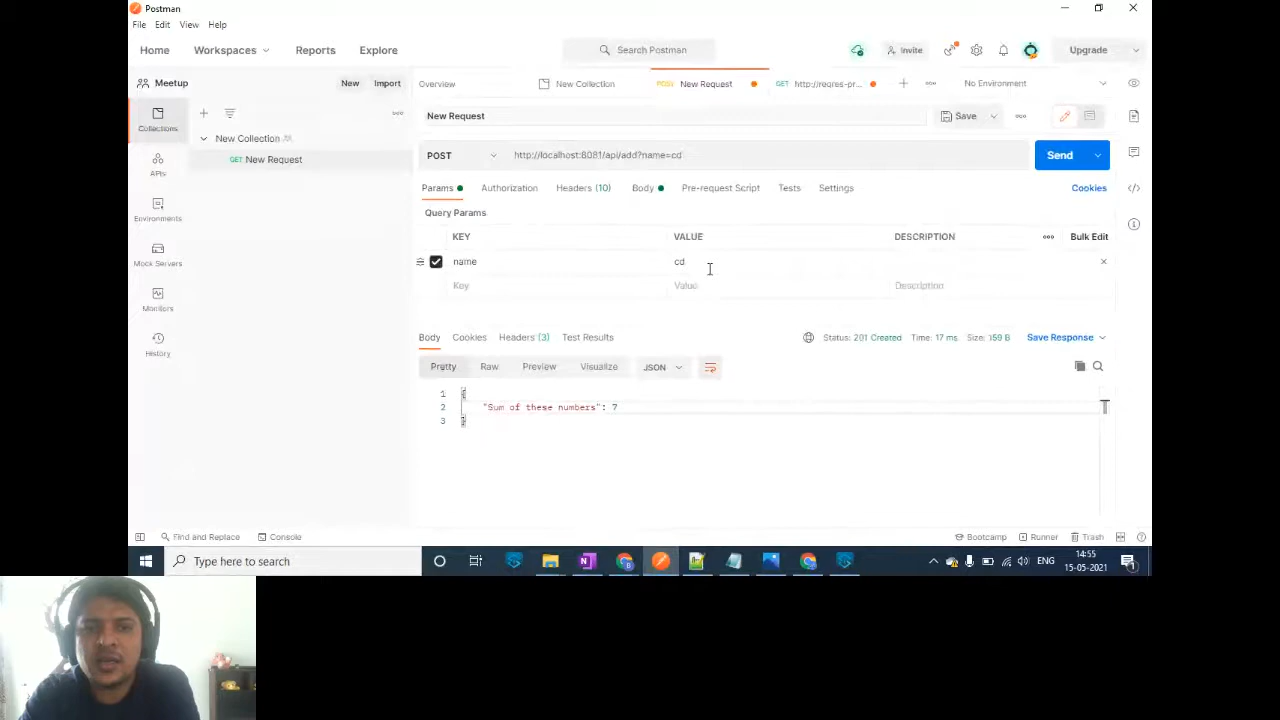 Postman
File Edit View Help
Home Workspaces Reports Explore Search Postman Invite Upgrade
Meetup New Import Overview New Collection POST New Request GET http://reqres-pr... No Environment
Collections
New Collection
GET New Request
APIs
Environments
Mock Servers
Monitors
History
New Request Save
POST http://localhost:8081/api/add?name=cd Send
Params Authorization Headers (10) Body Pre-request Script Tests Settings Cookies
Query Params
KEY VALUE DESCRIPTION Bulk Edit
name cd
Key Value Description
Body Cookies Headers (3) Test Results Status: 201 Created Time: 17 ms Size: 159 B Save Response
Pretty Raw Preview Visualize JSON
1 {
2 "Sum of these numbers": 7
3 }
Find and Replace Console Bootcamp Runner Trash
Type here to search ENG 14:55
15-05-2021